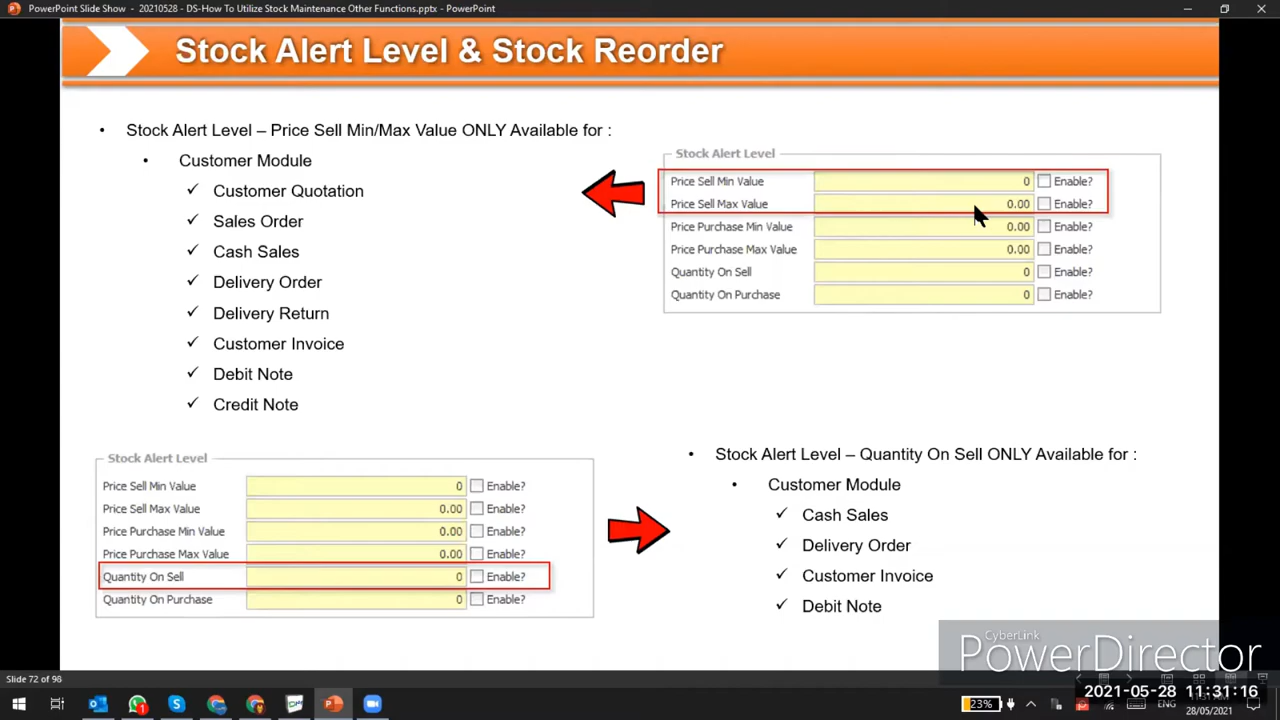 PowerPoint Slide Show - 20210528 - DS-How To Utilize Stock Maintenance Other Functions.pptx - PowerPoint
Stock Alert Level & Stock Reorder
• Stock Alert Level – Price Sell Min/Max Value ONLY Available for :
• Customer Module
✓ Customer Quotation
✓ Sales Order
✓ Cash Sales
✓ Delivery Order
✓ Delivery Return
✓ Customer Invoice
✓ Debit Note
✓ Credit Note
Stock Alert Level
Price Sell Min Value 0 Enable?
Price Sell Max Value 0.00 Enable?
Price Purchase Min Value 0.00 Enable?
Price Purchase Max Value 0.00 Enable?
Quantity On Sell 0 Enable?
Quantity On Purchase 0 Enable?
Stock Alert Level
Price Sell Min Value 0 Enable?
Price Sell Max Value 0.00 Enable?
Price Purchase Min Value 0.00 Enable?
Price Purchase Max Value 0.00 Enable?
Quantity On Sell 0 Enable?
Quantity On Purchase 0 Enable?
• Stock Alert Level – Quantity On Sell ONLY Available for :
• Customer Module
✓ Cash Sales
✓ Delivery Order
✓ Customer Invoice
✓ Debit Note
CyberLink
PowerDirector
Slide 72 of 98
2021-05-28 11:31:16
23%
ENG
28/05/2021